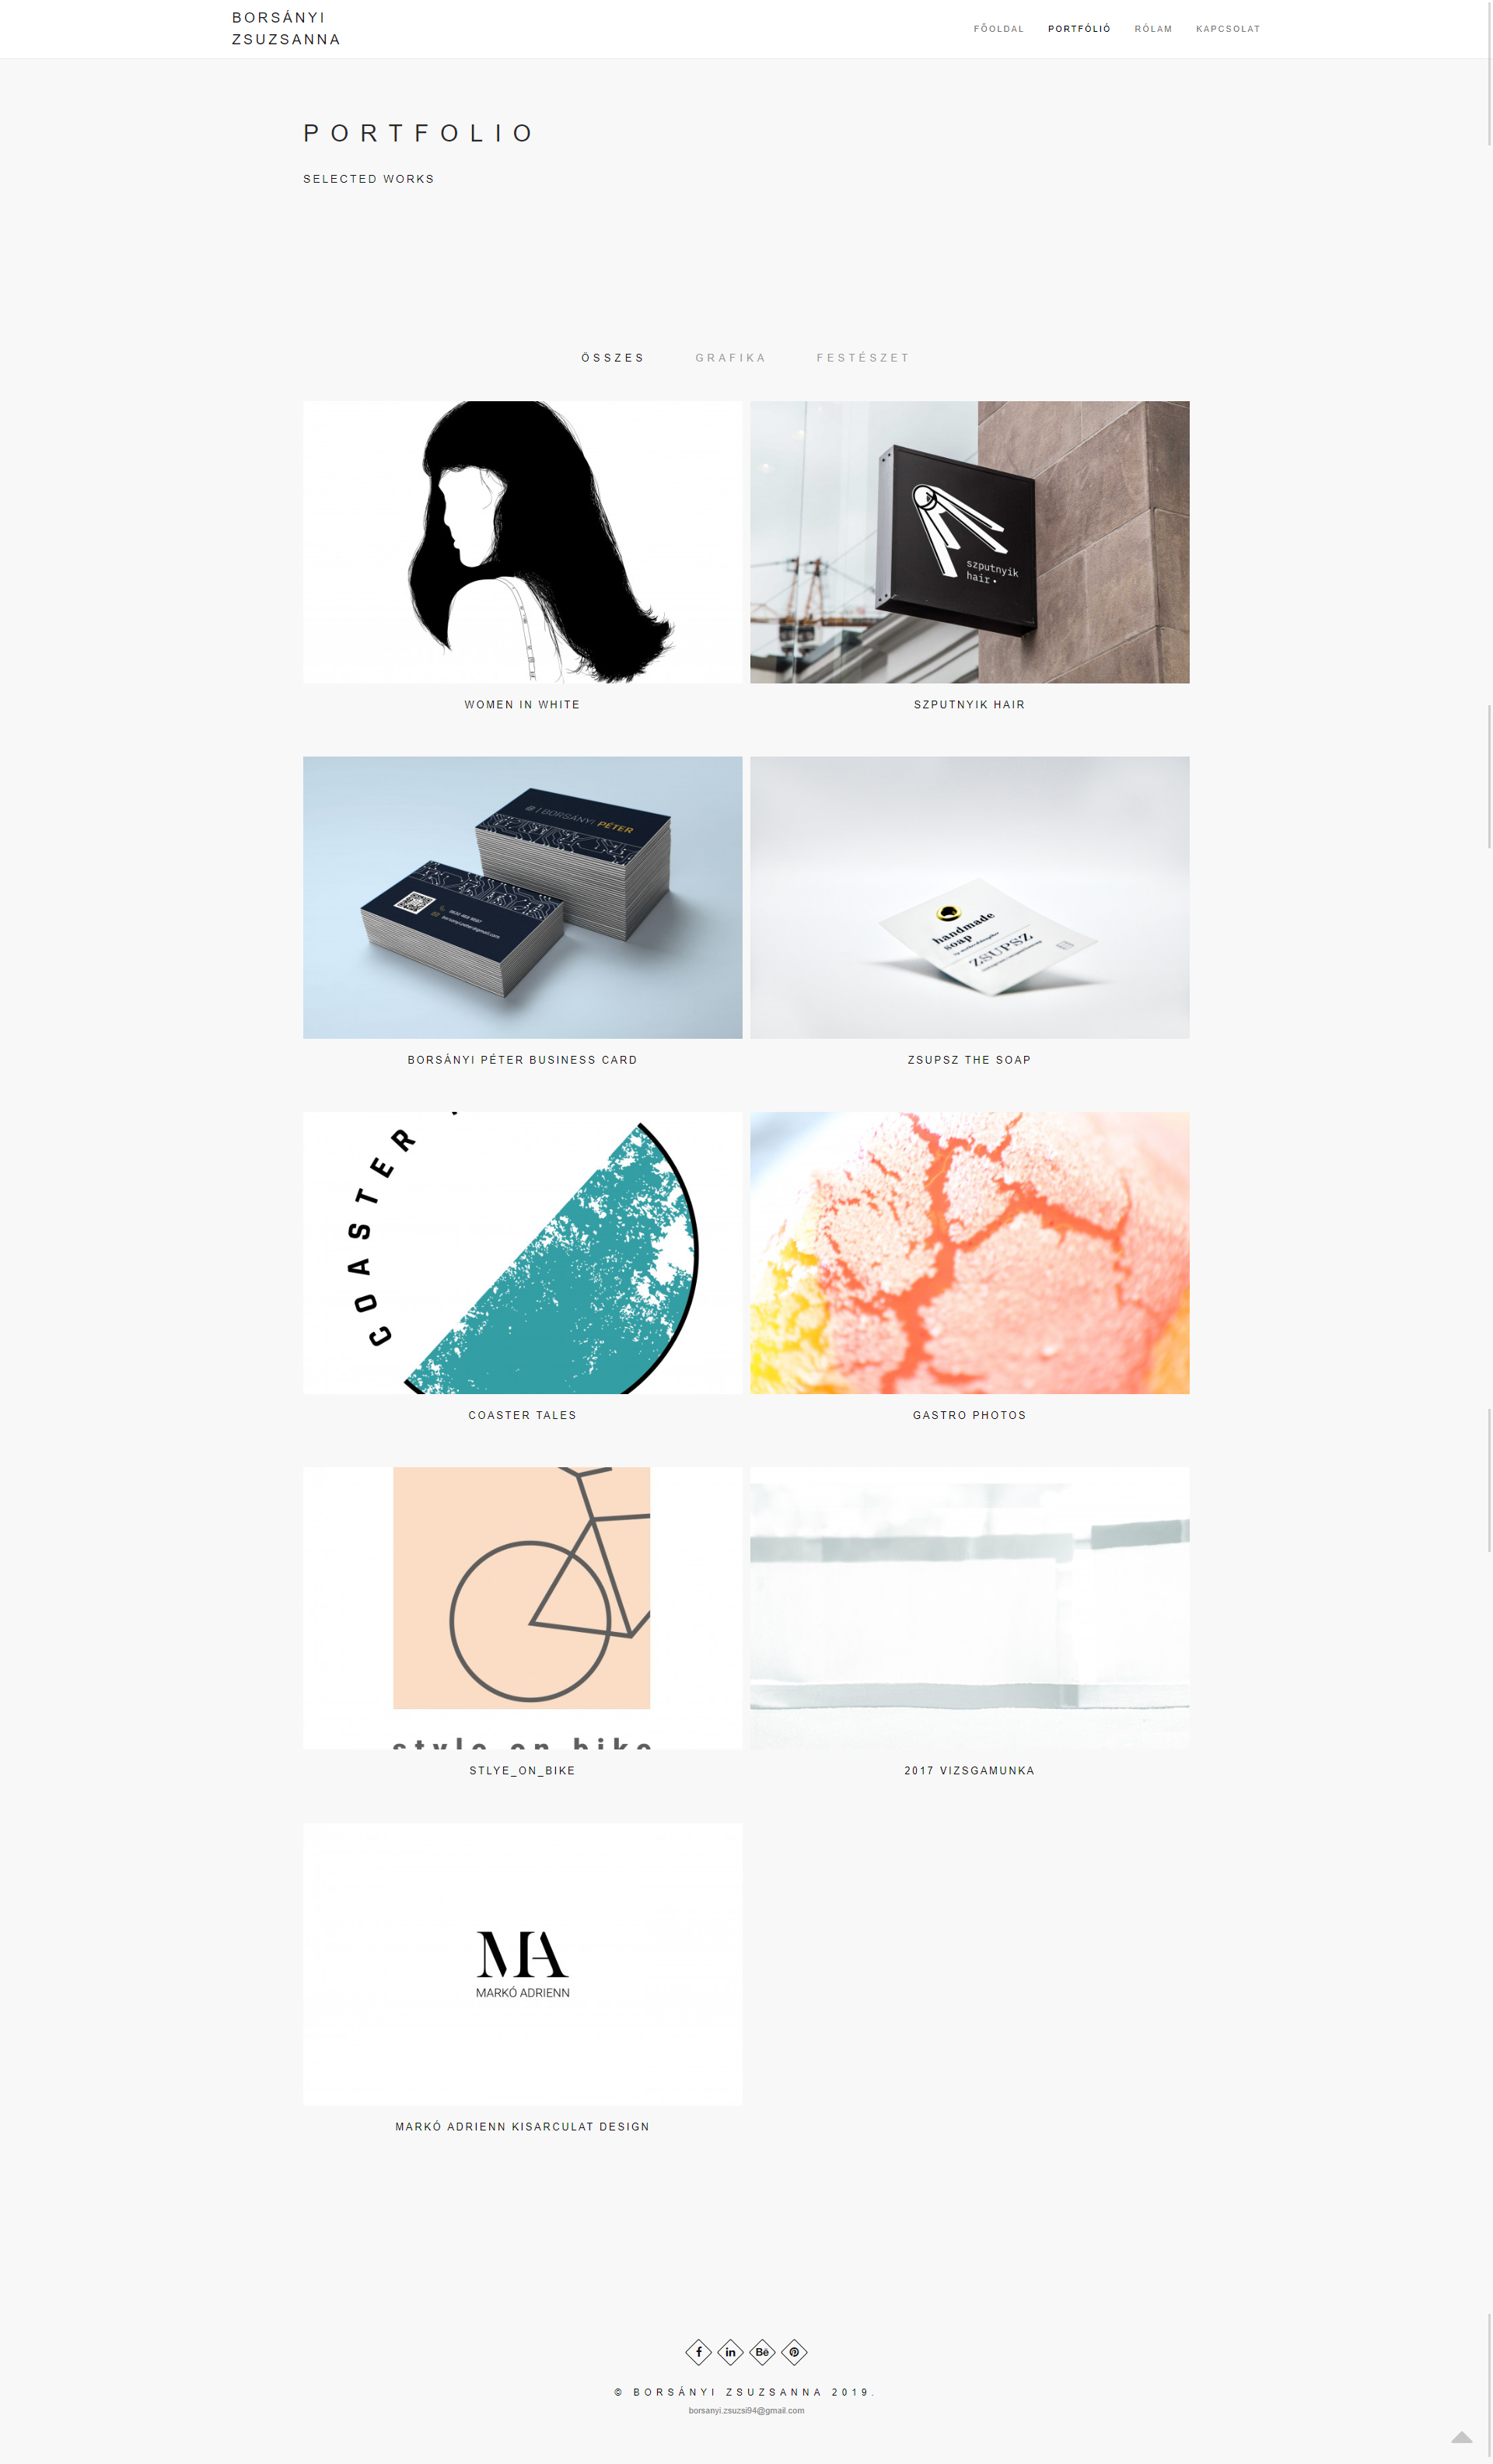 BORSÁNYI
ZSUZSANNA
FŐOLDAL PORTFÓLIÓ RÓLAM KAPCSOLAT
PORTFOLIO
SELECTED WORKS
ÖSSZES GRAFIKA FESTÉSZET
szputnyik
hair •
WOMEN IN WHITE
SZPUTNYIK HAIR
BORSÁNYI PÉTER
handmade
soap
ZSUPSZ
BORSÁNYI PÉTER BUSINESS CARD
ZSUPSZ THE SOAP
COASTER
COASTER TALES
GASTRO PHOTOS
style on bike
STLYE_ON_BIKE
2017 VIZSGAMUNKA
MA
MARKÓ ADRIENN
MARKÓ ADRIENN KISARCULAT DESIGN
f in Bē
© BORSÁNYI ZSUZSANNA 2019.
borsanyi.zsuzsi94@gmail.com